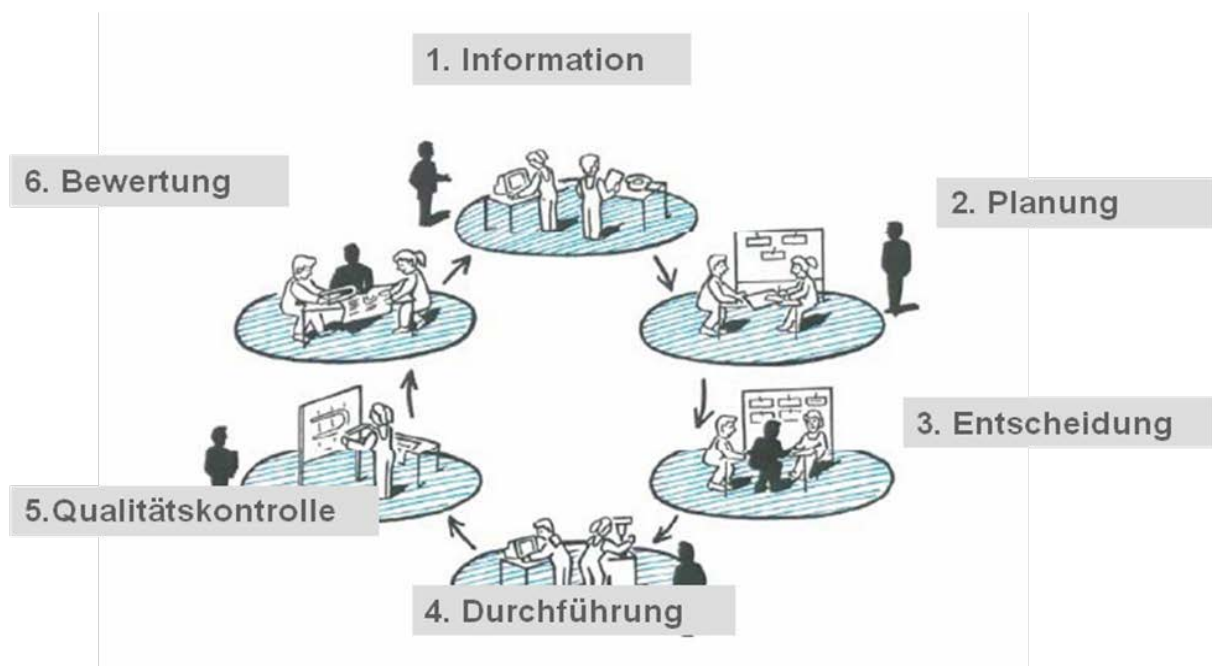 1. Information
2. Planung
3. Entscheidung
4. Durchführung
5.Qualitätskontrolle
6. Bewertung